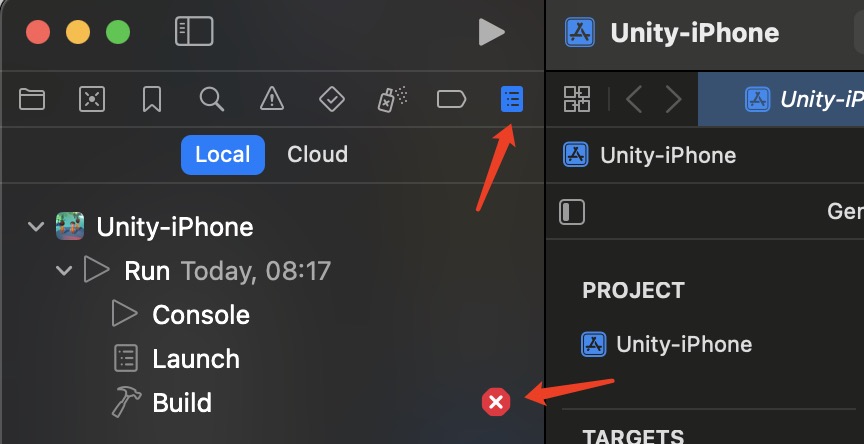 Unity-iPhone
Unity-iP
Local Cloud
Unity-iPhone
Ger
Unity-iPhone
Run Today, 08:17
Console
Launch
Build
PROJECT
Unity-iPhone
TARGETS